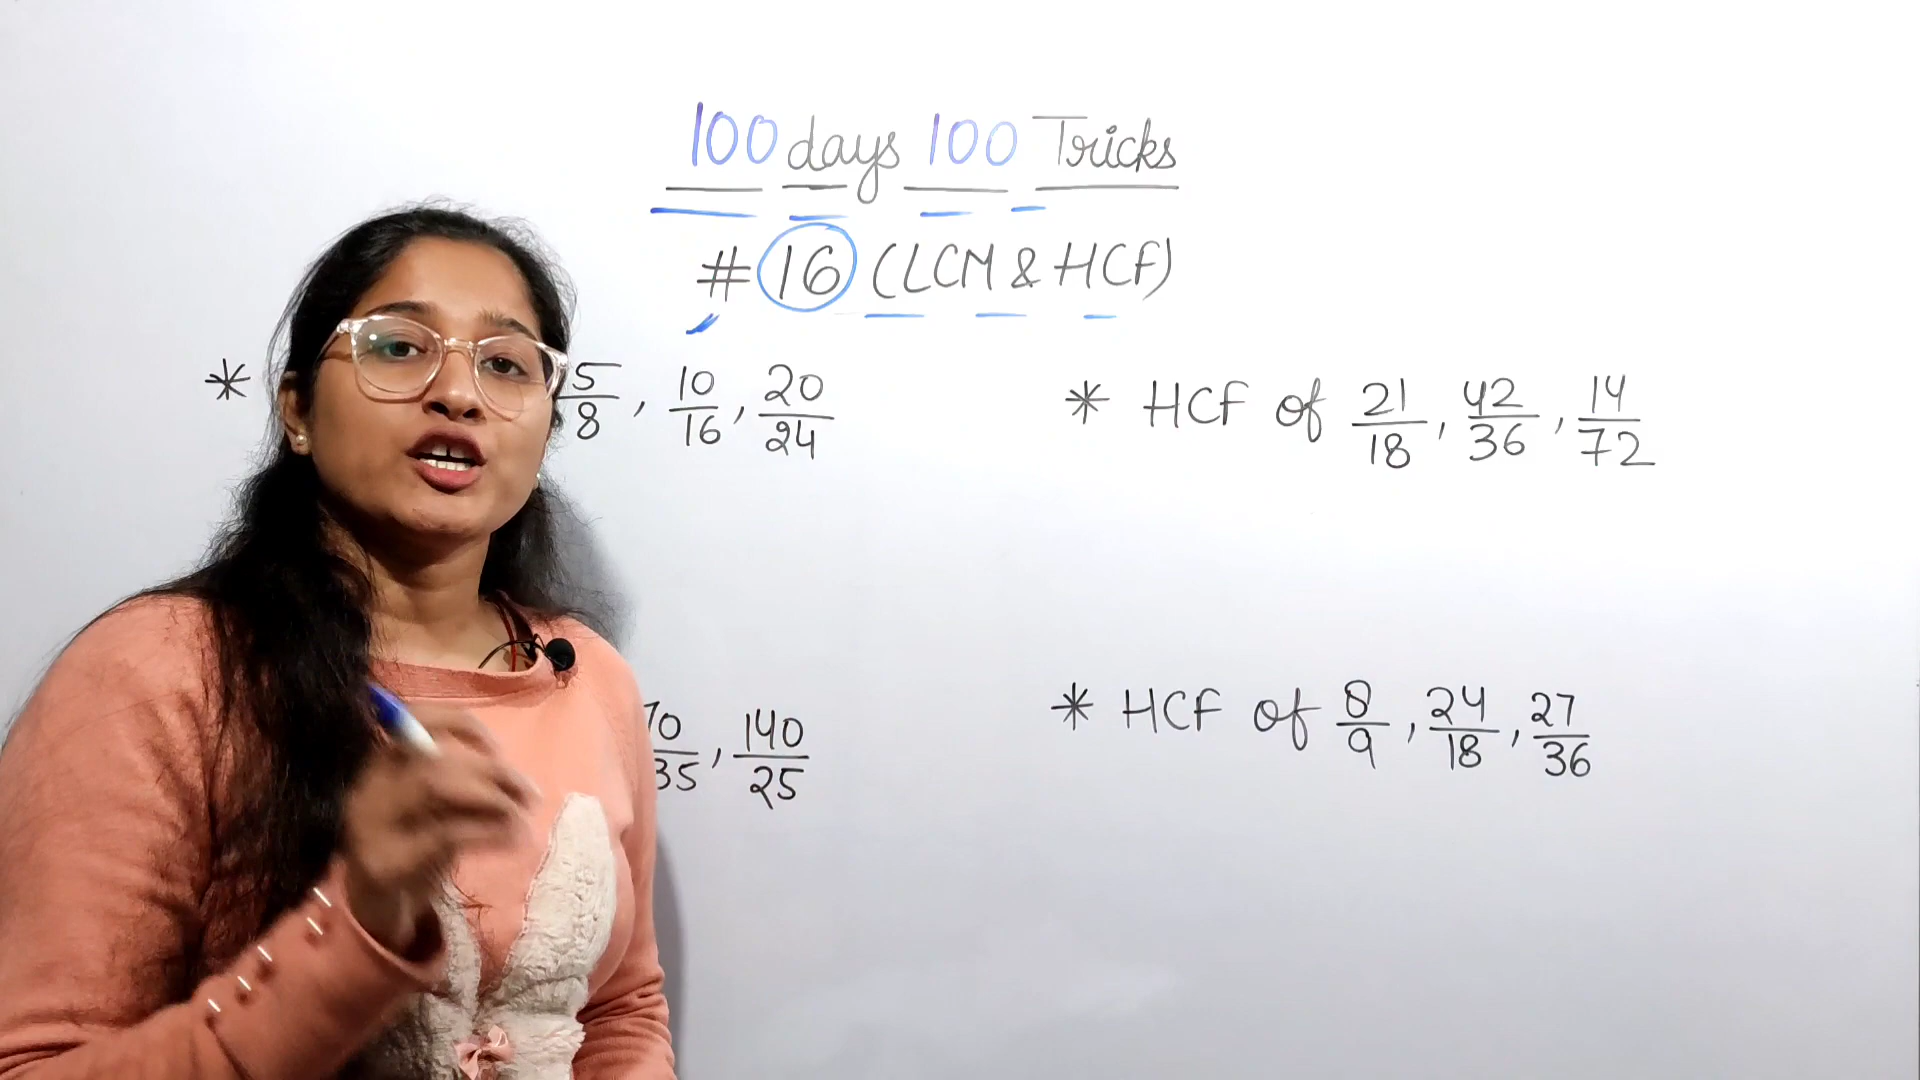 100 days 100 Tricks
# 16 (LCM & HCF)
* 5/8, 10/16, 20/24
* HCF of 21/18, 42/36, 14/72
70/35, 140/25
* HCF of 8/9, 24/18, 27/36